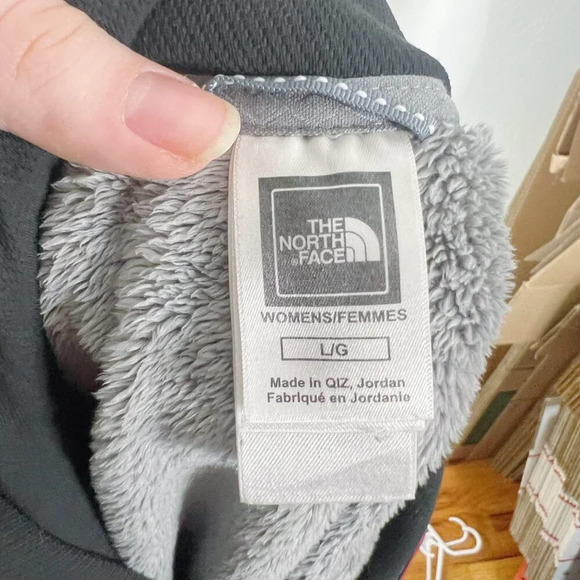 THE
NORTH
FACE
WOMENS/FEMMES
L/G
Made in QIZ, Jordan
Fabriqué en Jordanie